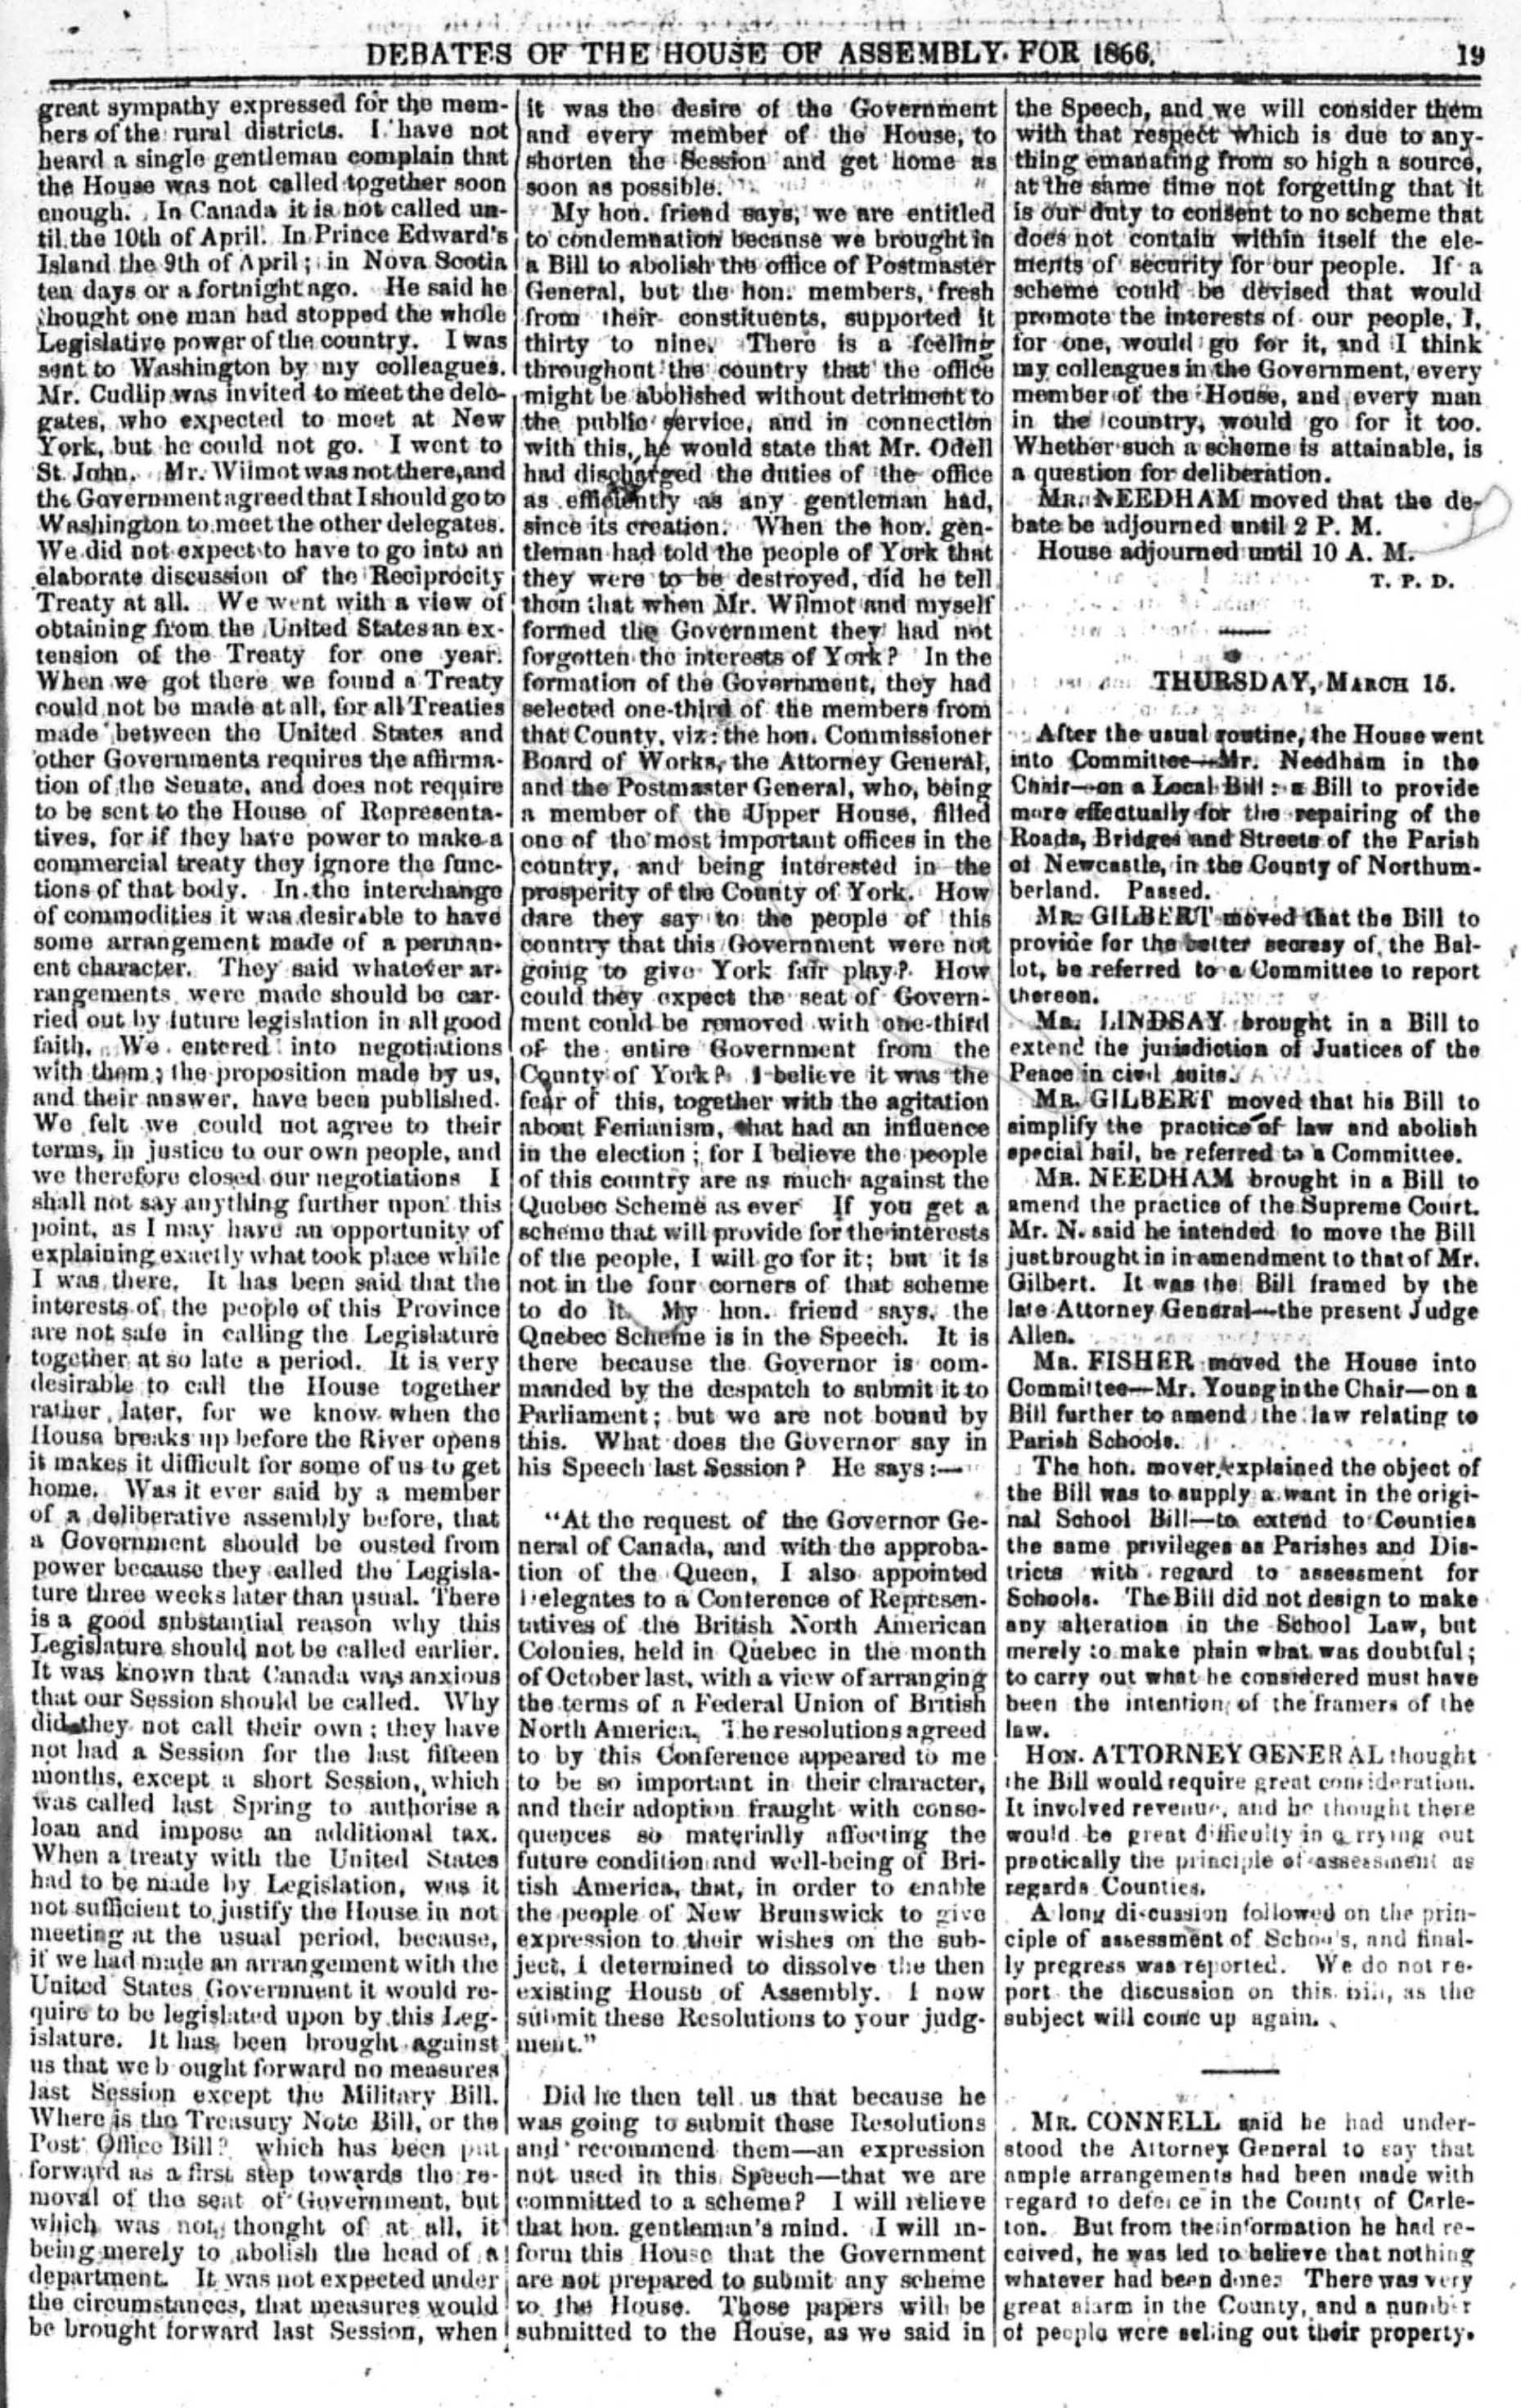 DEBATES OF THE HOUSE OF ASSEMBLY FOR 1866. 19
great sympathy expressed for the mem-
bers of the rural districts. I have not
heard a single gentleman complain that
the House was not called together soon
enough. In Canada it is not called un-
til the 10th of April. In Prince Edward's
Island the 9th of April; in Nova Scotia
ten days or a fortnight ago. He said he
thought one man had stopped the whole
Legislative power of the country. I was
sent to Washington by my colleagues.
Mr. Cudlip was invited to meet the dele-
gates, who expected to meet at New
York, but he could not go. I went to
St. John. Mr. Wilmot was not there, and
the Government agreed that I should go to
Washington to meet the other delegates.
We did not expect to have to go into an
elaborate discussion of the Reciprocity
Treaty at all. We went with a view of
obtaining from the United States an ex-
tension of the Treaty for one year.
When we got there we found a Treaty
could not be made at all, for all Treaties
made between the United States and
other Governments requires the affirma-
tion of the Senate, and does not require
to be sent to the House of Representa-
tives, for if they have power to make a
commercial treaty they ignore the func-
tions of that body. In the interchange
of commodities it was desirable to have
some arrangement made of a perman-
ent character. They said whatever ar-
rangements were made should be car-
ried out by future legislation in all good
faith. We entered into negotiations
with them; the proposition made by us,
and their answer, have been published.
We felt we could not agree to their
terms, in justice to our own people, and
we therefore closed our negotiations I
shall not say anything further upon this
point, as I may have an opportunity of
explaining exactly what took place while
I was there. It has been said that the
interests of the people of this Province
are not safe in calling the Legislature
together at so late a period. It is very
desirable to call the House together
rather later, for we know when the
House breaks up before the River opens
it makes it difficult for some of us to get
home. Was it ever said by a member
of a deliberative assembly before, that
a Government should be ousted from
power because they called the Legisla-
ture three weeks later than usual. There
is a good substantial reason why this
Legislature should not be called earlier.
It was known that Canada was anxious
that our Session should be called. Why
did they not call their own; they have
not had a Session for the last fifteen
months, except a short Session, which
was called last Spring to authorise a
loan and impose an additional tax.
When a treaty with the United States
had to be made by Legislation, was it
not sufficient to justify the House in not
meeting at the usual period, because,
if we had made an arrangement with the
United States Government it would re-
quire to be legislated upon by this Leg-
islature. It has been brought against
us that we b ought forward no measures
last Session except the Military Bill.
Where is the Treasury Note Bill, or the
Post Office Bill? which has been put
forward as a first step towards the re-
moval of the seat of Government, but
which was not thought of at all, it
being merely to abolish the head of a
department. It was not expected under
the circumstances, that measures would
be brought forward last Session, when
it was the desire of the Government
and every member of the House, to
shorten the Session and get home as
soon as possible.
My hon. friend says, we are entitled
to condemnation because we brought in
a Bill to abolish the office of Postmaster
General, but the hon. members, fresh
from their constituents, supported it
thirty to nine. There is a feeling
throughout the country that the office
might be abolished without detriment to
the public service, and in connection
with this, he would state that Mr. Odell
had discharged the duties of the office
as efficiently as any gentleman had,
since its creation. When the hon. gen-
tleman had told the people of York that
they were to be destroyed, did he tell
them that when Mr. Wilmot and myself
formed the Government they had not
forgotten the interests of York? In the
formation of the Government, they had
selected one-third of the members from
that County, viz: the hon. Commissioner
Board of Works, the Attorney General,
and the Postmaster General, who, being
a member of the Upper House, filled
one of the most important offices in the
country, and being interested in the
prosperity of the County of York. How
dare they say to the people of this
country that this Government were not
going to give York fair play? How
could they expect the seat of Govern-
ment could be removed with one-third
of the entire Government from the
County of York? I believe it was the
fear of this, together with the agitation
about Fenianism, that had an influence
in the election; for I believe the people
of this country are as much against the
Quebec Scheme as ever If you get a
scheme that will provide for the interests
of the people, I will go for it; but it is
not in the four corners of that scheme
to do it. My hon. friend says, the
Quebec Scheme is in the Speech. It is
there because the Governor is com-
manded by the despatch to submit it to
Parliament; but we are not bound by
this. What does the Governor say in
his Speech last Session? He says:—
"At the request of the Governor Ge-
neral of Canada, and with the approba-
tion of the Queen, I also appointed
Delegates to a Conference of Represen-
tatives of the British North American
Colonies, held in Quebec in the month
of October last, with a view of arranging
the terms of a Federal Union of British
North America. The resolutions agreed
to by this Conference appeared to me
to be so important in their character,
and their adoption fraught with conse-
quences so materially affecting the
future condition and well-being of Bri-
tish America, that, in order to enable
the people of New Brunswick to give
expression to their wishes on the sub-
ject, I determined to dissolve the then
existing House of Assembly. I now
submit these Resolutions to your judg-
ment."
Did he then tell us that because he
was going to submit these Resolutions
and recommend them—an expression
not used in this Speech—that we are
committed to a scheme? I will relieve
that hon. gentleman's mind. I will in-
form this House that the Government
are not prepared to submit any scheme
to the House. Those papers will be
submitted to the House, as we said in
the Speech, and we will consider them
with that respect which is due to any-
thing emanating from so high a source,
at the same time not forgetting that it
is our duty to consent to no scheme that
does not contain within itself the ele-
ments of security for our people. If a
scheme could be devised that would
promote the interests of our people, I,
for one, would go for it, and I think
my colleagues in the Government, every
member of the House, and every man
in the country, would go for it too.
Whether such a scheme is attainable, is
a question for deliberation.
MR. NEEDHAM moved that the de-
bate be adjourned until 2 P. M.
House adjourned until 10 A. M.
T. P. D.
THURSDAY, MARCH 15.
After the usual routine, the House went
into Committee—Mr. Needham in the
Chair—on a Local Bill: a Bill to provide
more effectually for the repairing of the
Roads, Bridges and Streets of the Parish
of Newcastle, in the County of Northum-
berland. Passed.
MR. GILBERT moved that the Bill to
provide for the better secresy of the Bal-
lot, be referred to a Committee to report
thereon.
MR. LINDSAY brought in a Bill to
extend the jurisdiction of Justices of the
Peace in civil suits.
MR. GILBERT moved that his Bill to
simplify the practice of law and abolish
special bail, be referred to a Committee.
MR. NEEDHAM brought in a Bill to
amend the practice of the Supreme Court.
Mr. N. said he intended to move the Bill
just brought in in amendment to that of Mr.
Gilbert. It was the Bill framed by the
late Attorney General—the present Judge
Allen.
MR. FISHER moved the House into
Committee—Mr. Young in the Chair—on a
Bill further to amend the law relating to
Parish Schools.
The hon. mover explained the object of
the Bill was to supply a want in the origi-
nal School Bill—to extend to Counties
the same privileges as Parishes and Dis-
tricts with regard to assessment for
Schools. The Bill did not design to make
any alteration in the School Law, but
merely to make plain what was doubtful;
to carry out what he considered must have
been the intention of the framers of the
law.
HON. ATTORNEY GENERAL thought
the Bill would require great consideration.
It involved revenue, and he thought there
would be great difficulty in carrying out
practically the principle of assessment as
regards Counties.
A long discussion followed on the prin-
ciple of assessment of Schools, and final-
ly progress was reported. We do not re-
port the discussion on this bill, as the
subject will come up again.
MR. CONNELL said he had under-
stood the Attorney General to say that
ample arrangements had been made with
regard to defence in the County of Carle-
ton. But from the information he had re-
ceived, he was led to believe that nothing
whatever had been done. There was very
great alarm in the County, and a number
of people were selling out their property.